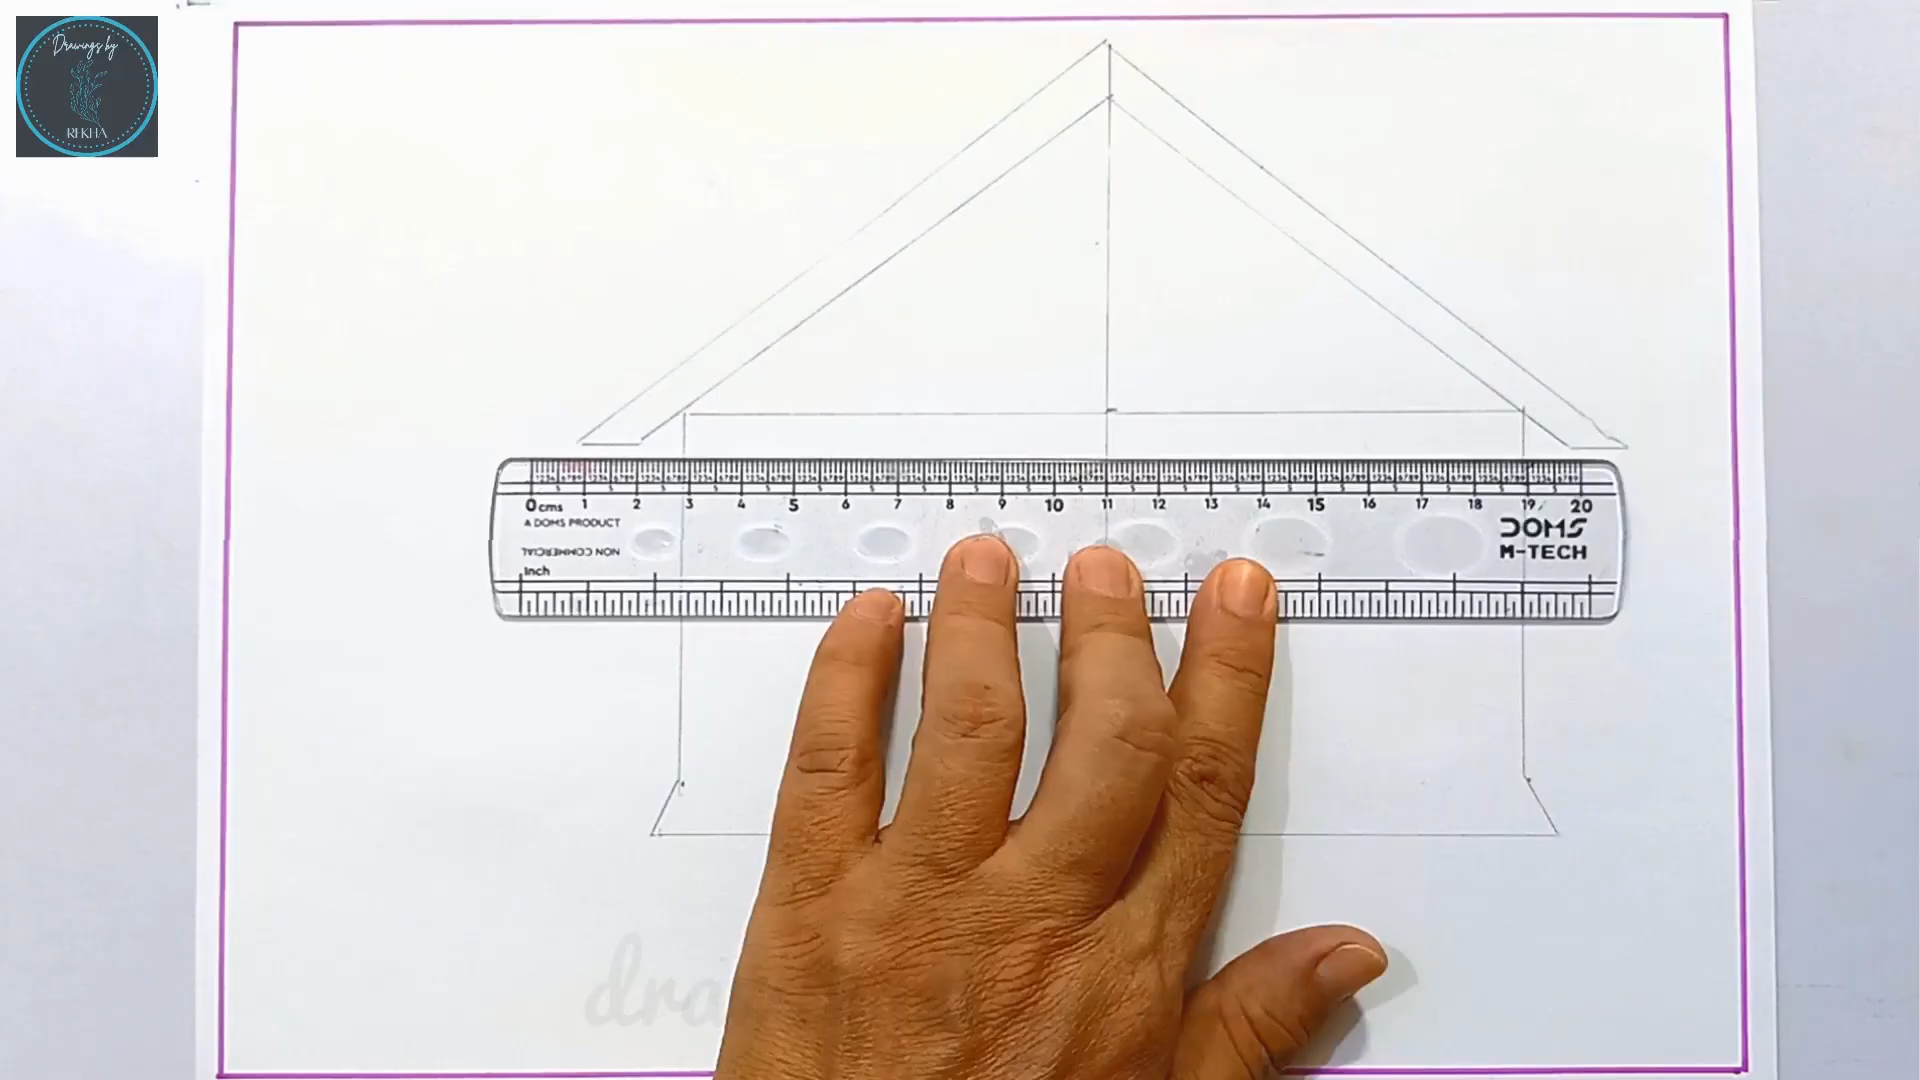 Drawings by
REKHA
0 cms 1 2 3 4 5 6 7 8 9 10 11 12 13 14 15 16 17 18 19 20
A DOMS PRODUCT
NON COMMERCIAL
Inch
DOMS
M-TECH
dra